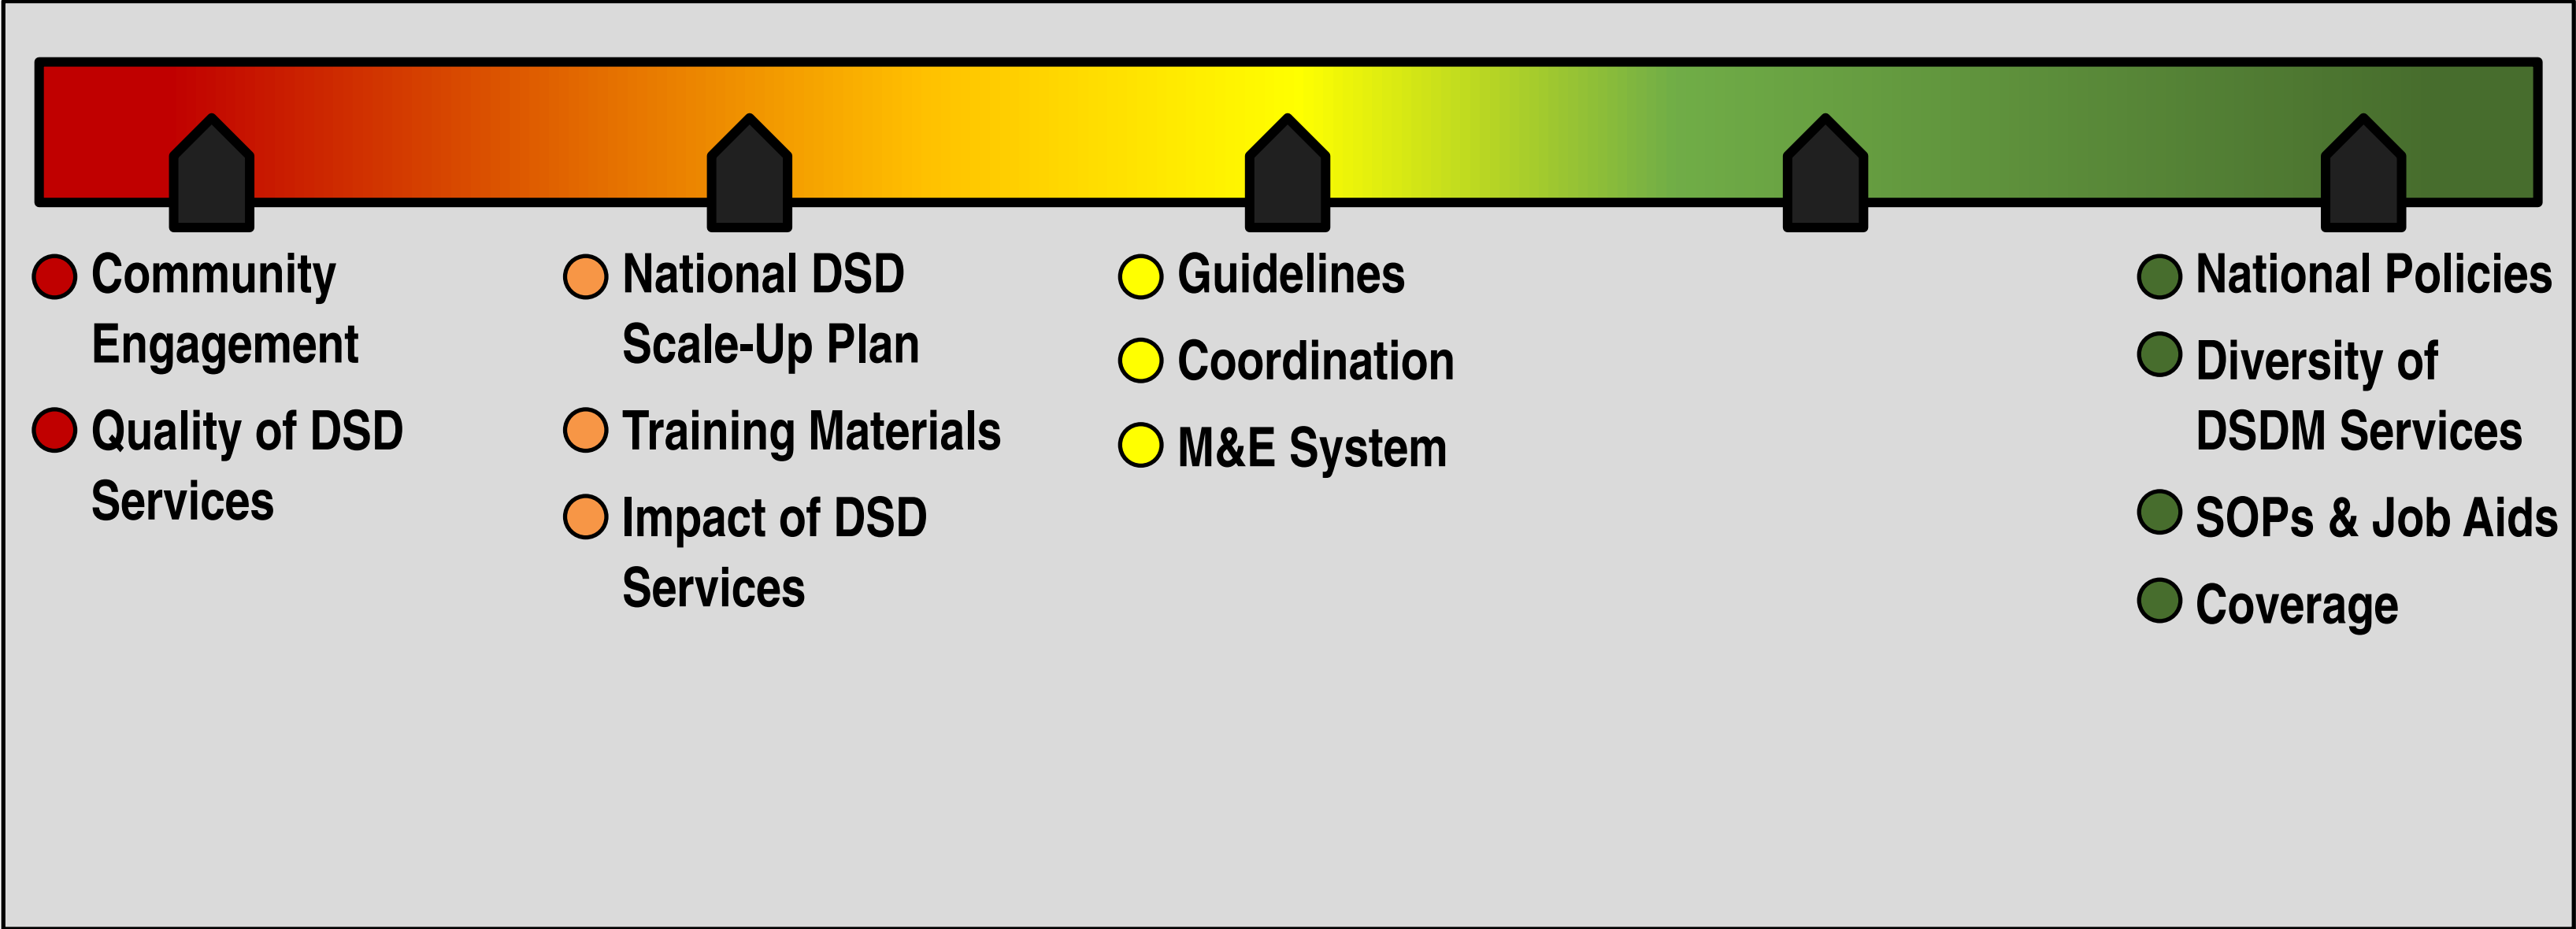 Community
Engagement
Quality of DSD
Services
National DSD
Scale-Up Plan
Training Materials
Impact of DSD
Services
Guidelines
Coordination
M&E System
National Policies
Diversity of
DSDM Services
SOPs & Job Aids
Coverage